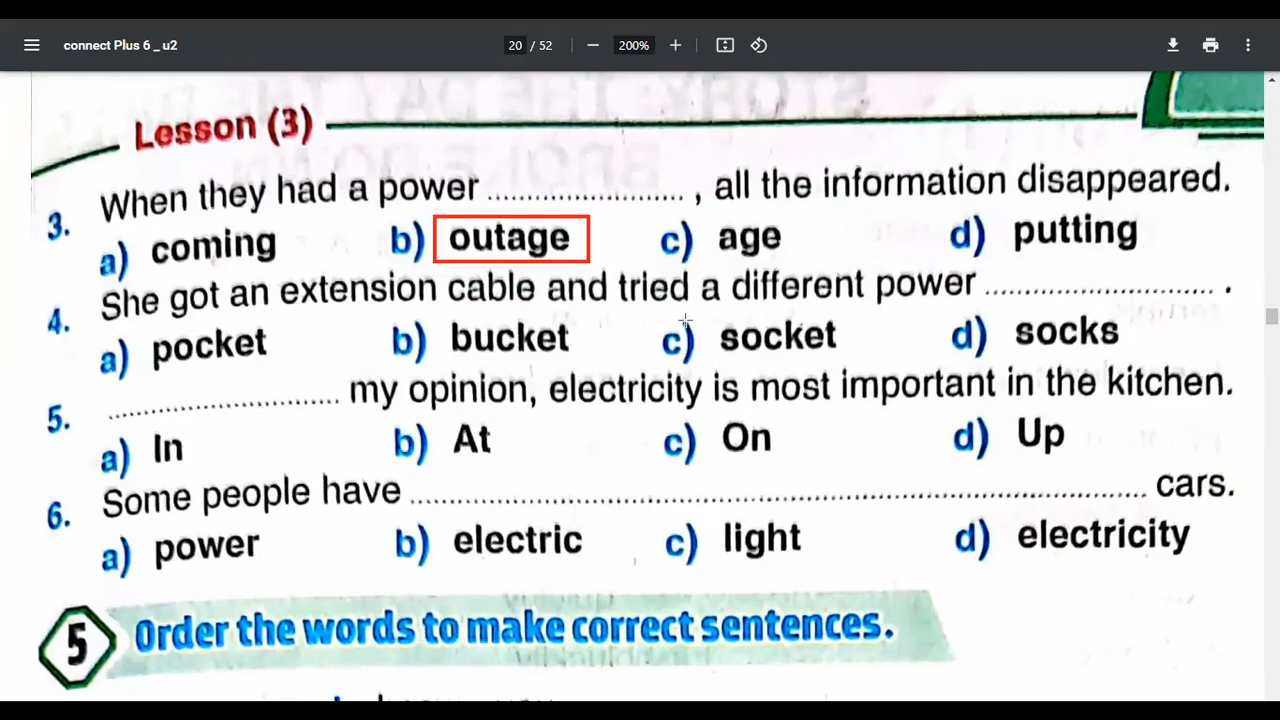 connect Plus 6 _ u2
20 / 52
200%
Lesson (3)
3. When they had a power ........................ , all the information disappeared.
a) coming b) outage c) age d) putting
4. She got an extension cable and tried a different power ............................ .
a) pocket b) bucket c) socket d) socks
5. ............................ my opinion, electricity is most important in the kitchen.
a) In b) At c) On d) Up
6. Some people have ........................................................................................ cars.
a) power b) electric c) light d) electricity
5 Order the words to make correct sentences.